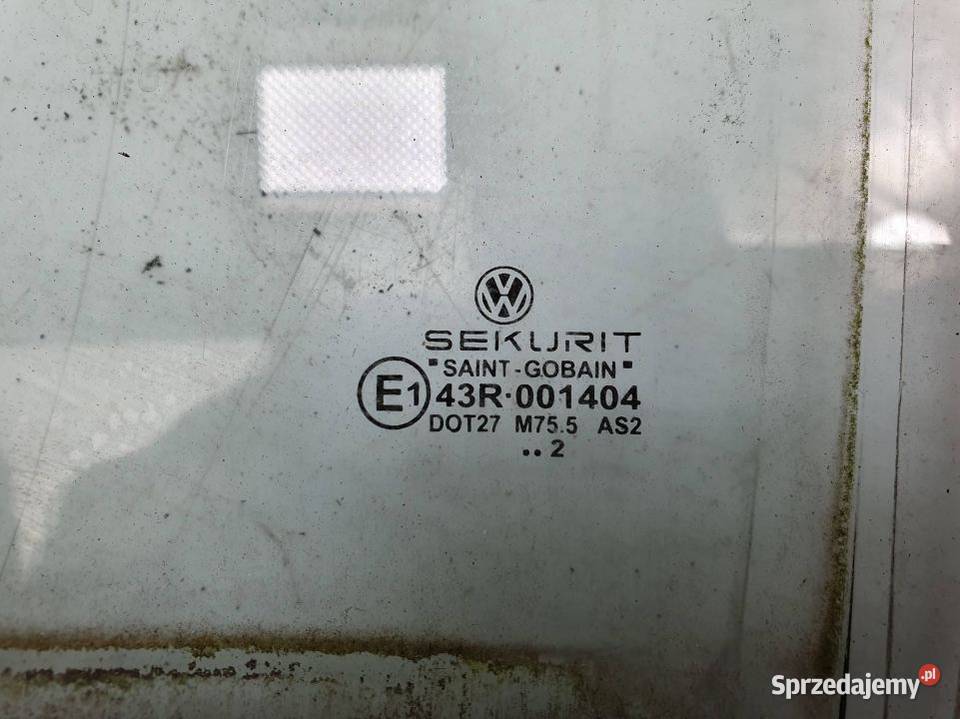 SEKURIT
"SAINT-GOBAIN"
E1 43R·001404
DOT27 M75.5 AS2
..2
Sprzedajemy.pl